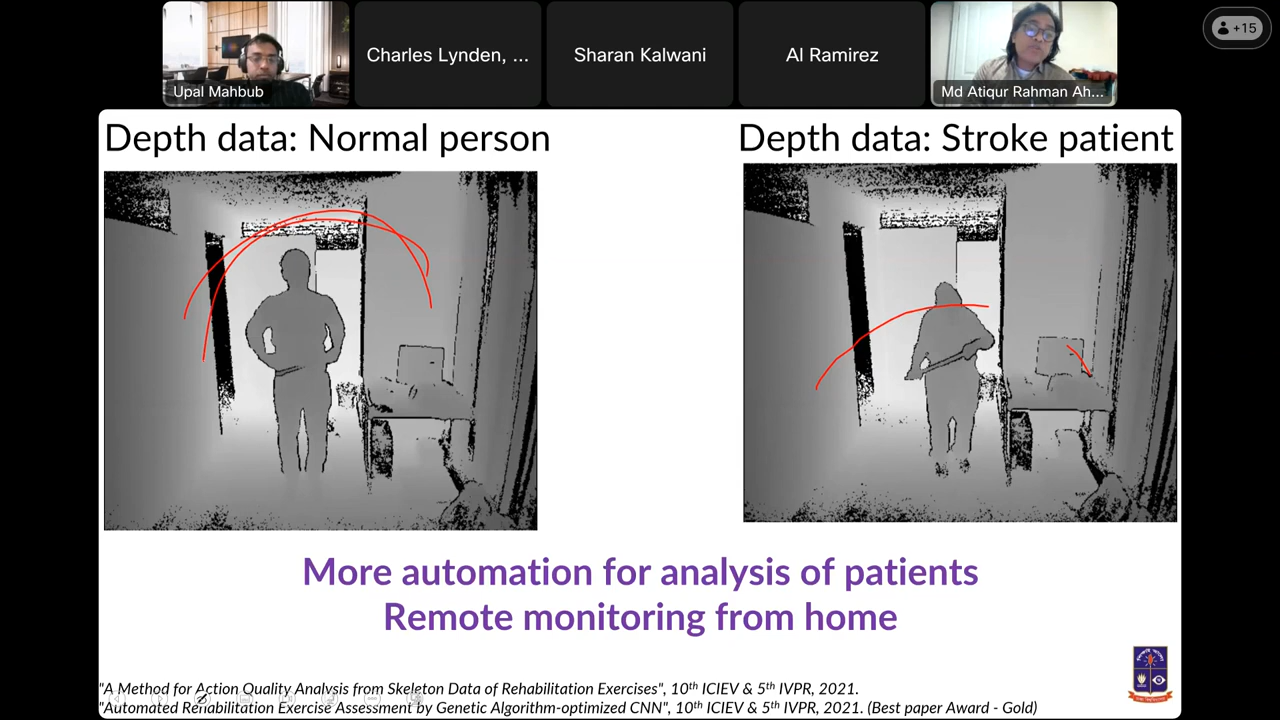 Upal Mahbub
Charles Lynden, ...
Sharan Kalwani
Al Ramirez
Md Atiqur Rahman Ah...
+15
Depth data: Normal person
Depth data: Stroke patient
More automation for analysis of patients
Remote monitoring from home
"A Method for Action Quality Analysis from Skeleton Data of Rehabilitation Exercises", 10th ICIEV & 5th IVPR, 2021.
"Automated Rehabilitation Exercise Assessment by Genetic Algorithm-optimized CNN", 10th ICIEV & 5th IVPR, 2021. (Best paper Award - Gold)